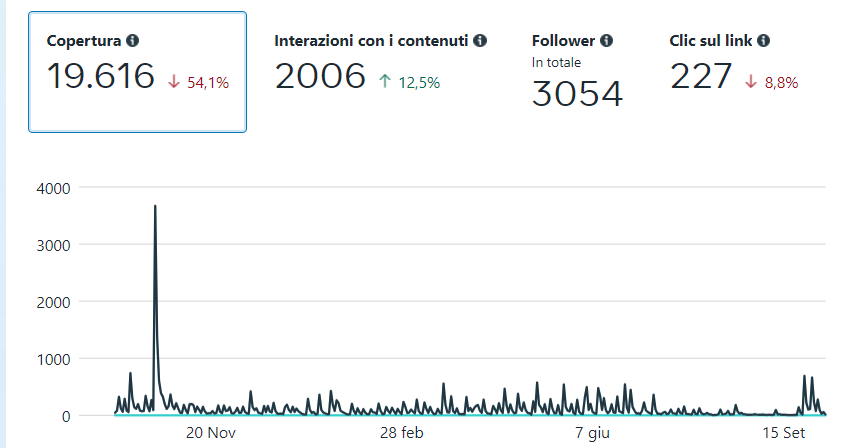 Copertura Interazioni con i contenuti Follower Clic sul link
In totale
19.616 54,1% 2006 12,5% 3054 227 8,8%
4000
3000
2000
1000
0
20 Nov 28 feb 7 giu 15 Set